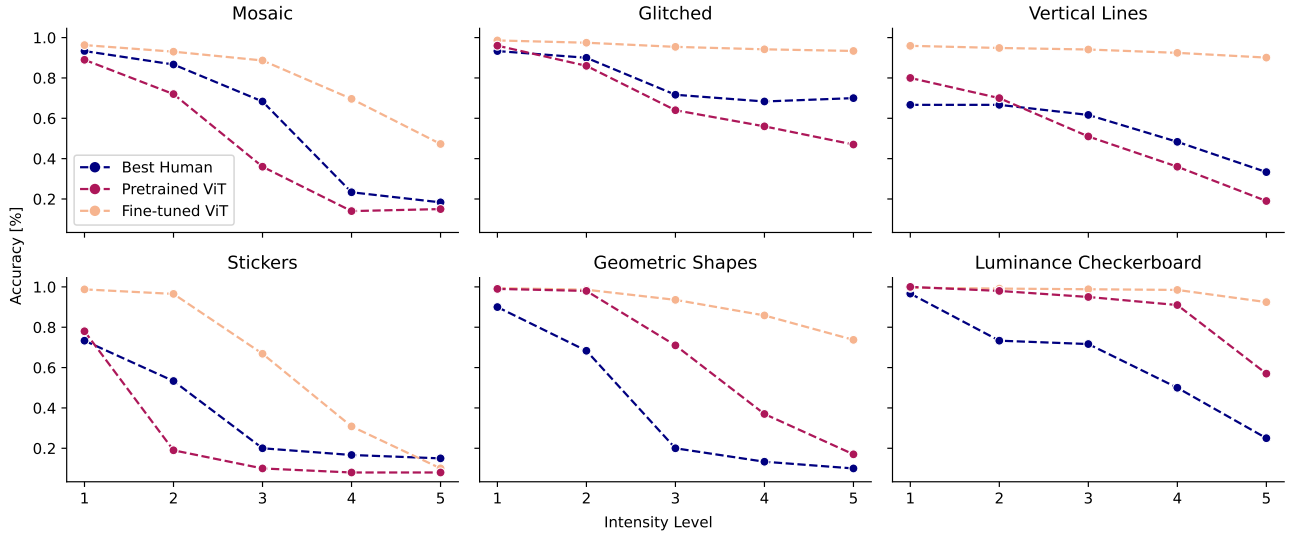 Mosaic
Glitched
Vertical Lines
1.0
0.8
0.6
0.4
0.2
Best Human
Pretrained ViT
Fine-tuned ViT
Accuracy [%]
Stickers
Geometric Shapes
Luminance Checkerboard
1.0
0.8
0.6
0.4
0.2
1 2 3 4 5
1 2 3 4 5
1 2 3 4 5
Intensity Level